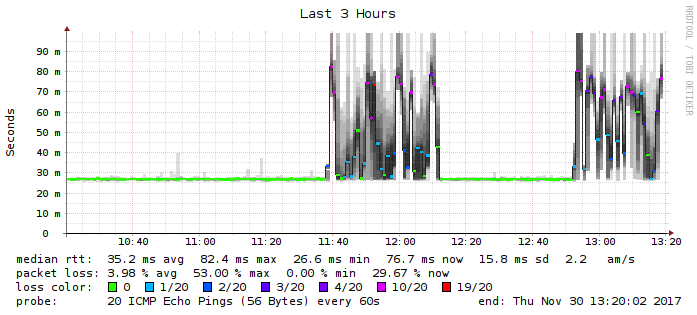 Last 3 Hours
RRDTOOL / TOBI OETIKER
Seconds
90 m
80 m
70 m
60 m
50 m
40 m
30 m
20 m
10 m
0
10:40 11:00 11:20 11:40 12:00 12:20 12:40 13:00 13:20
median rtt: 35.2 ms avg 82.4 ms max 26.6 ms min 76.7 ms now 15.8 ms sd 2.2 am/s
packet loss: 3.98 % avg 53.00 % max 0.00 % min 29.67 % now
loss color: 0 1/20 2/20 3/20 4/20 10/20 19/20
probe: 20 ICMP Echo Pings (56 Bytes) every 60s end: Thu Nov 30 13:20:02 2017